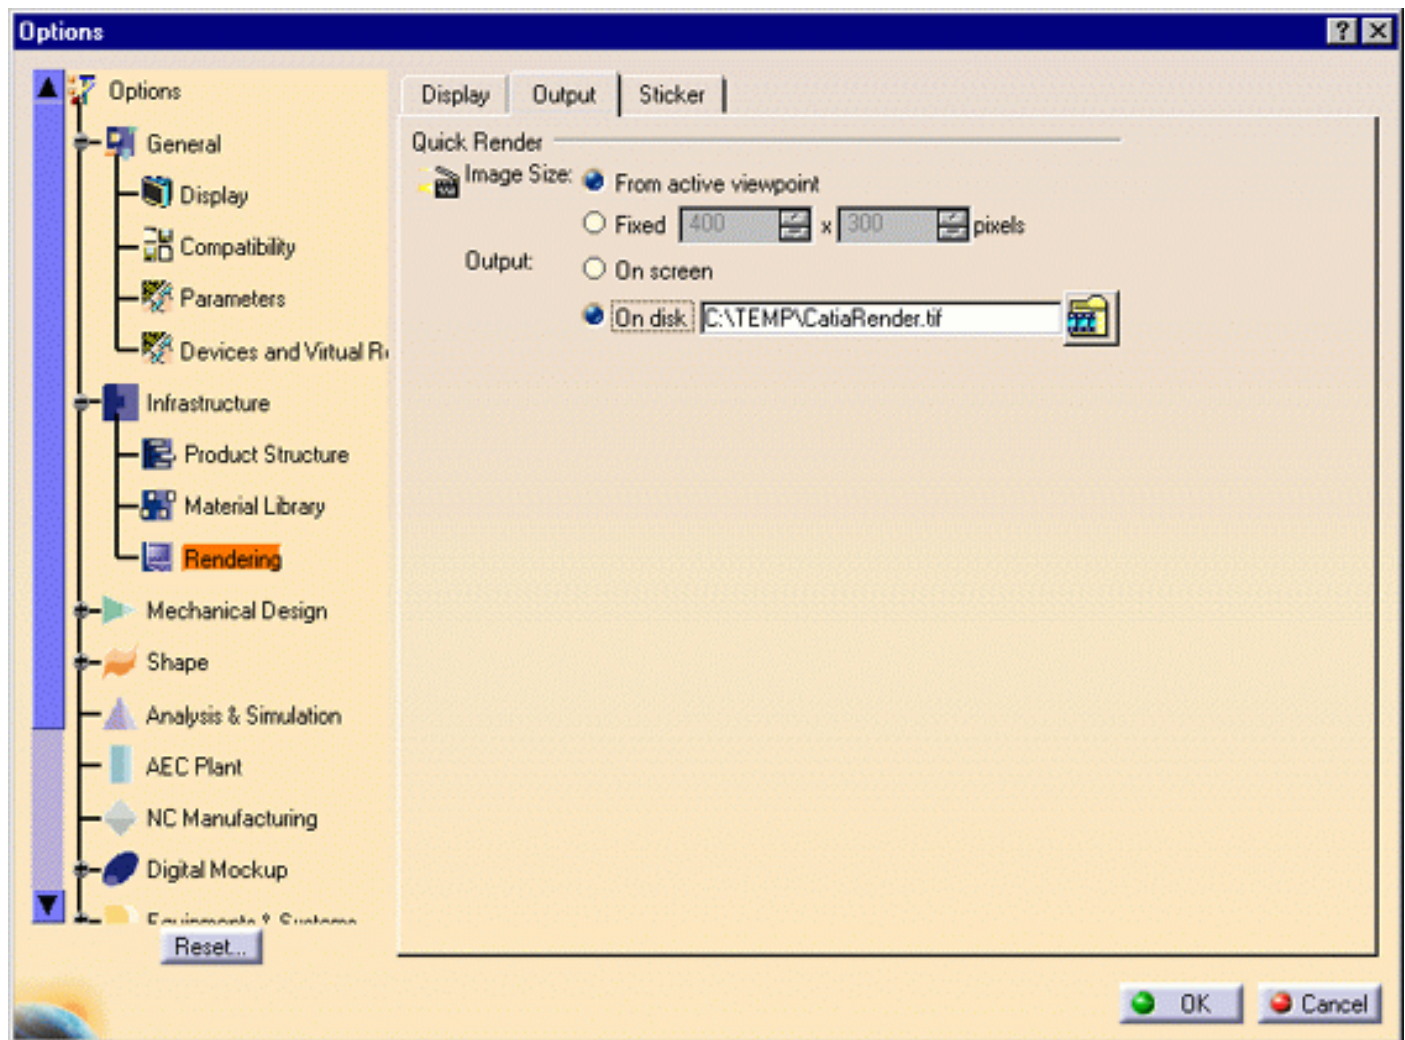 Options
Options
General
Display
Compatibility
Parameters
Devices and Virtual R
Infrastructure
Product Structure
Material Library
Rendering
Mechanical Design
Shape
Analysis & Simulation
AEC Plant
NC Manufacturing
Digital Mockup
Equipments & Systems
Reset...
Display Output Sticker
Quick Render
Image Size: From active viewpoint
Fixed 400 x 300 pixels
Output: On screen
On disk C:\TEMP\CatiaRender.tif
OK Cancel